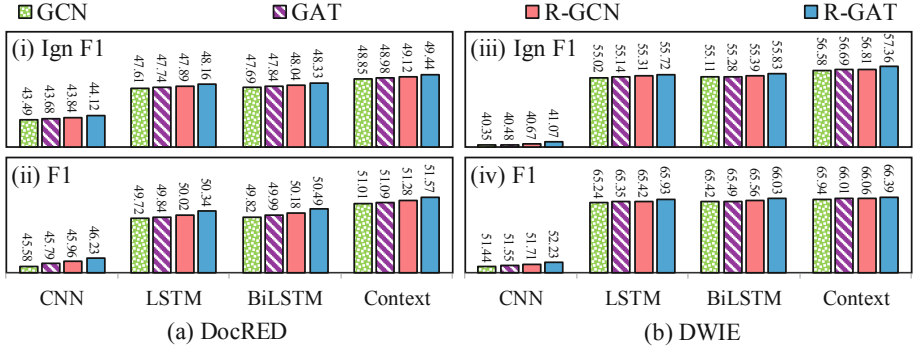 GCN GAT R-GCN R-GAT
(i) Ign F1
43.49 43.68 43.84 44.12 47.61 47.74 47.89 48.16 47.69 47.84 48.04 48.33 48.85 48.98 49.12 49.44
(ii) F1
45.58 45.79 45.96 46.23 49.72 49.84 50.02 50.34 49.82 49.99 50.18 50.49 51.01 51.09 51.28 51.57
CNN LSTM BiLSTM Context
(a) DocRED
(iii) Ign F1
40.35 40.48 40.67 41.07 55.02 55.14 55.31 55.72 55.11 55.28 55.39 55.83 56.58 56.69 56.81 57.36
(iv) F1
51.44 51.55 51.71 52.23 65.24 65.35 65.42 65.93 65.42 65.49 65.56 66.03 65.94 66.01 66.06 66.39
CNN LSTM BiLSTM Context
(b) DWIE